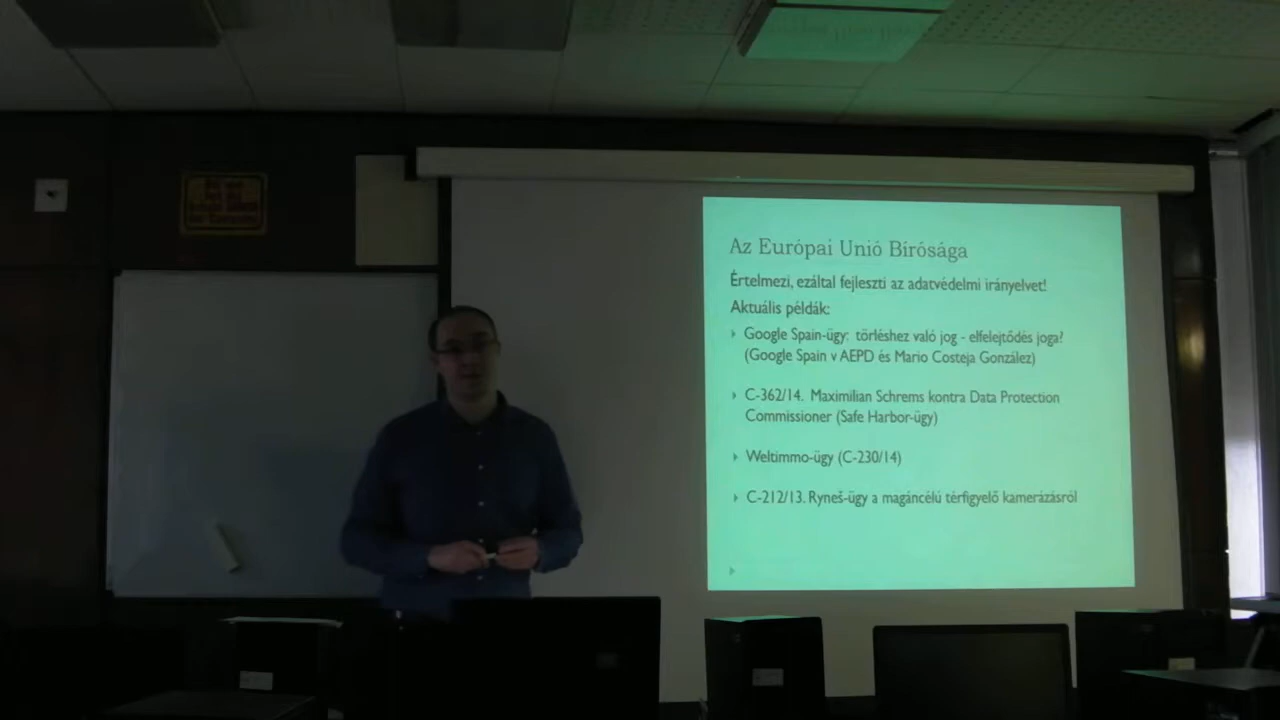 Az Európai Unió Bírósága
Értelmezi, ezáltal fejleszti az adatvédelmi irányelvet!
Aktuális példák:
Google Spain-ügy: törléshez való jog - elfelejtődés joga?
(Google Spain v AEPD és Mario Costeja González)
C-362/14. Maximilian Schrems kontra Data Protection
Commissioner (Safe Harbor-ügy)
Weltimmo-ügy (C-230/14)
C-212/13. Ryneš-ügy a magáncélú térfigyelő kamerázásról